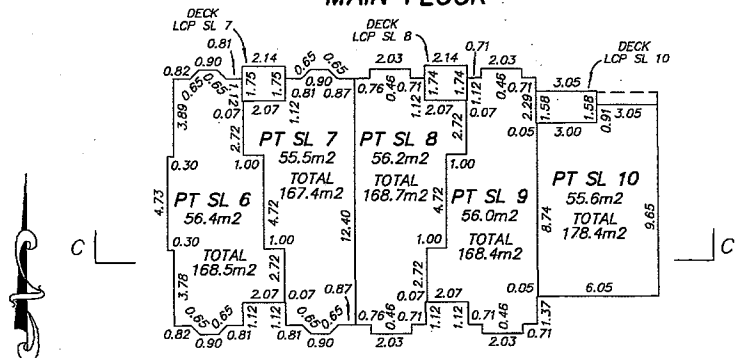 MAIN FLOOR
DECK
LCP SL 7
DECK
LCP SL 8
DECK
LCP SL 10
0.82
0.90
0.65
0.65
0.81
1.12
2.14
1.75
1.75
2.07
0.07
1.12
0.81
0.65
0.90
0.65
0.87
2.03
0.76
0.46
0.71
1.12
2.14
1.74
1.74
2.07
0.07
0.71
1.12
2.03
0.46
0.71
2.29
0.05
3.05
1.58
1.58
3.00
0.91
3.05
3.89
0.30
4.73
0.30
3.78
2.72
1.00
4.72
1.00
2.72
12.40
2.72
1.00
4.72
1.00
2.72
8.74
9.65
PT SL 6
56.4m2
TOTAL
168.5m2
PT SL 7
55.5m2
TOTAL
167.4m2
PT SL 8
56.2m2
TOTAL
168.7m2
PT SL 9
56.0m2
TOTAL
168.4m2
PT SL 10
55.6m2
TOTAL
178.4m2
C
C
0.82
0.65
0.90
0.65
0.81
2.07
1.12
1.12
0.07
0.65
0.90
0.65
0.87
0.76
0.46
2.03
0.71
0.07
2.07
1.12
1.12
0.71
0.46
2.03
0.71
0.05
1.37
6.05